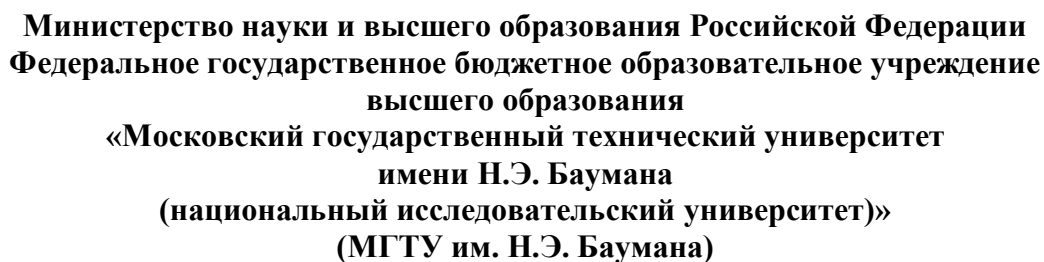 Министерство науки и высшего образования Российской Федерации
Федеральное государственное бюджетное образовательное учреждение
высшего образования
«Московский государственный технический университет
имени Н.Э. Баумана
(национальный исследовательский университет)»
(МГТУ им. Н.Э. Баумана)